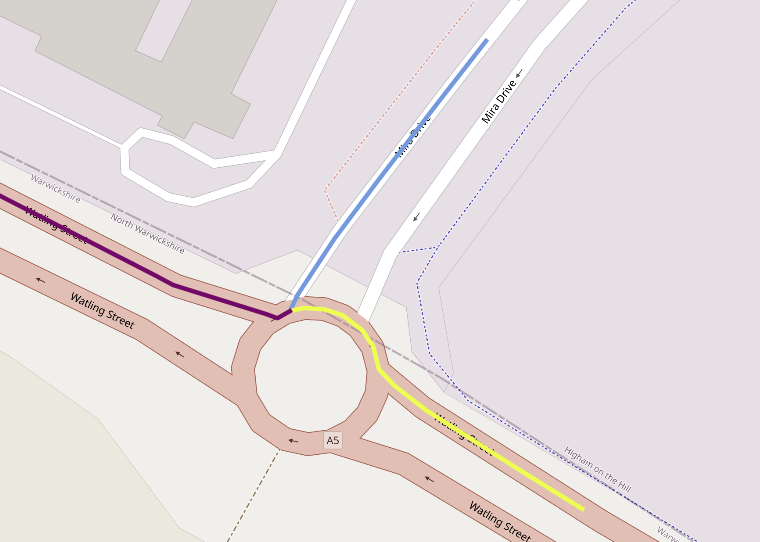 Mira Drive
Mira Drive
Warwickshire
North Warwickshire
Watling Street
Watling Street
Watling Street
A5
Higham on the Hill
Watling Street